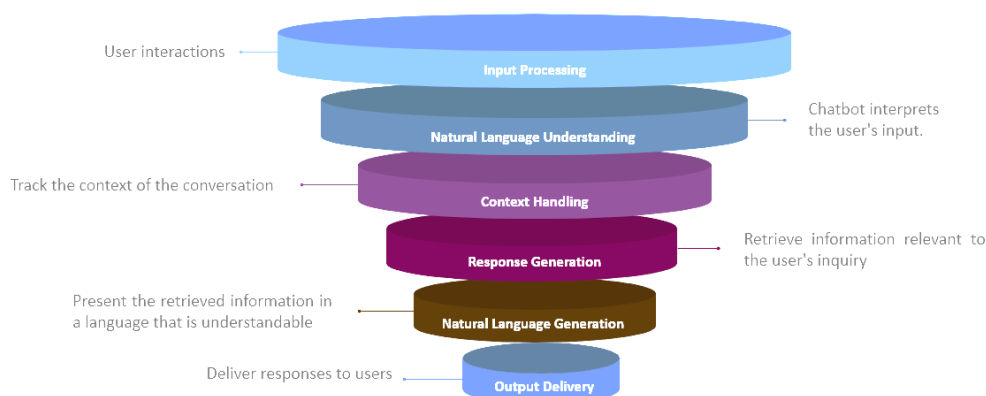 User interactions
Input Processing
Natural Language Understanding
Chatbot interprets
the user's input.
Track the context of the conversation
Context Handling
Response Generation
Retrieve information relevant to
the user's inquiry
Present the retrieved information in
a language that is understandable
Natural Language Generation
Deliver responses to users
Output Delivery